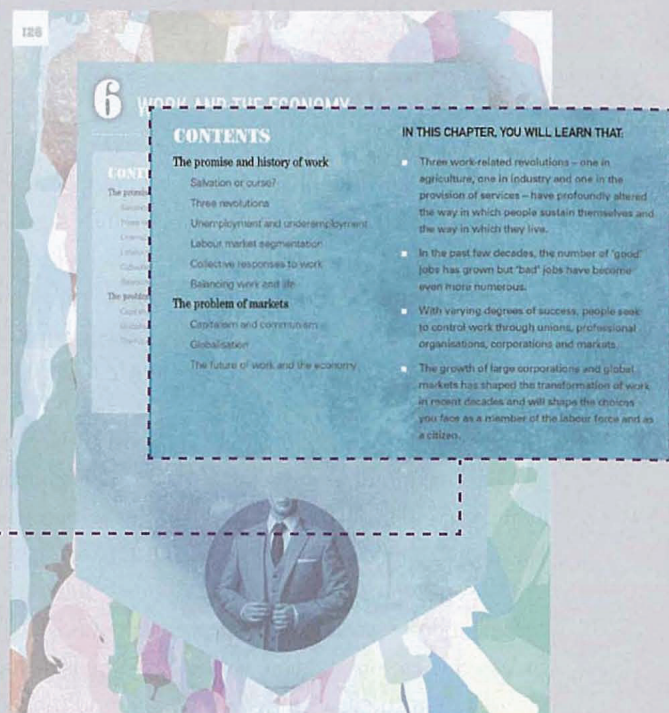 128
6 WORK AND THE ECONOMY
CONTENTS
The promise and history of work
Salvation or curse?
Three revolutions
Unemployment and underemployment
Labour market segmentation
Collective responses to work
Balancing work and life
The problem of markets
Capitalism and communism
Globalisation
The future of work and the economy
IN THIS CHAPTER, YOU WILL LEARN THAT:
Three work-related revolutions – one in
agriculture, one in industry and one in the
provision of services – have profoundly altered
the way in which people sustain themselves and
the way in which they live.
In the past few decades, the number of 'good'
jobs has grown but 'bad' jobs have become
even more numerous.
With varying degrees of success, people seek
to control work through unions, professional
organisations, corporations and markets.
The growth of large corporations and global
markets has shaped the transformation of work
in recent decades and will shape the choices
you face as a member of the labour force and as
a citizen.